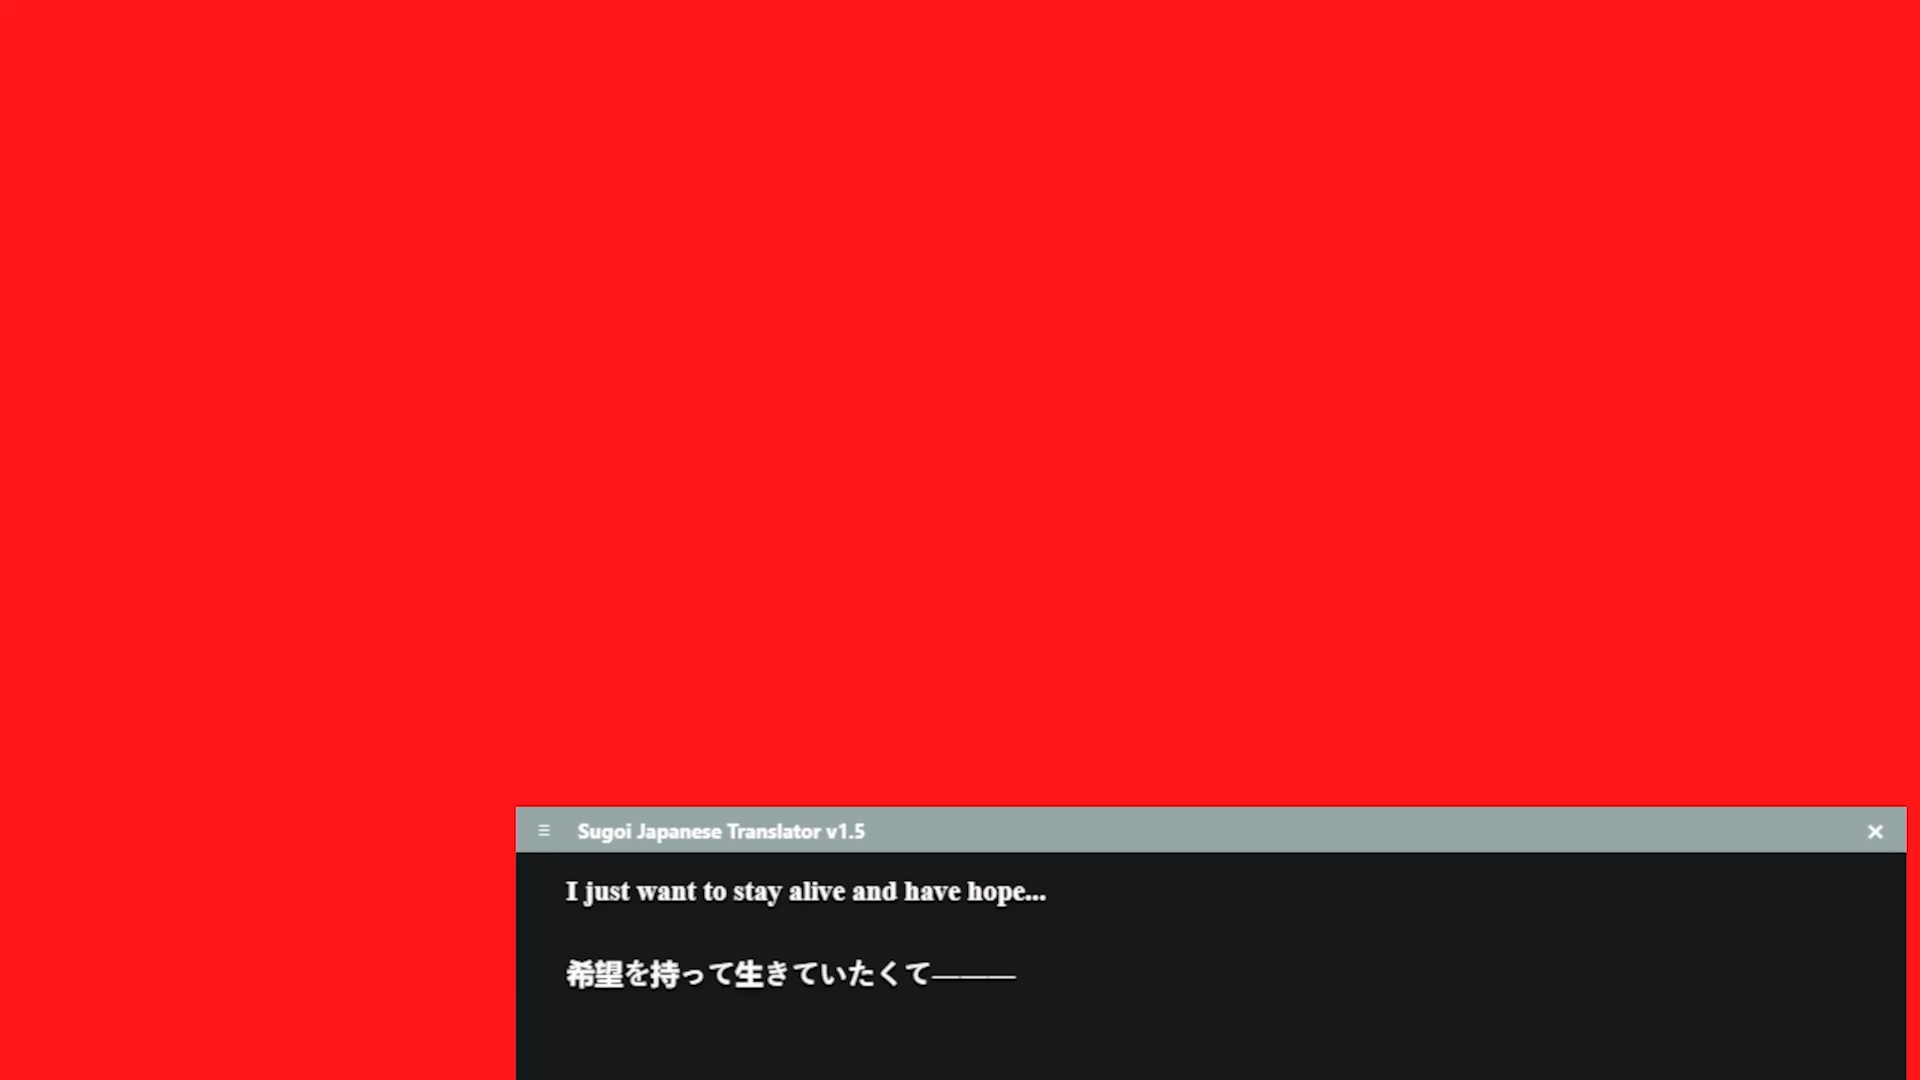 Sugoi Japanese Translator v1.5
I just want to stay alive and have hope...
希望を持って生きていたくて―――